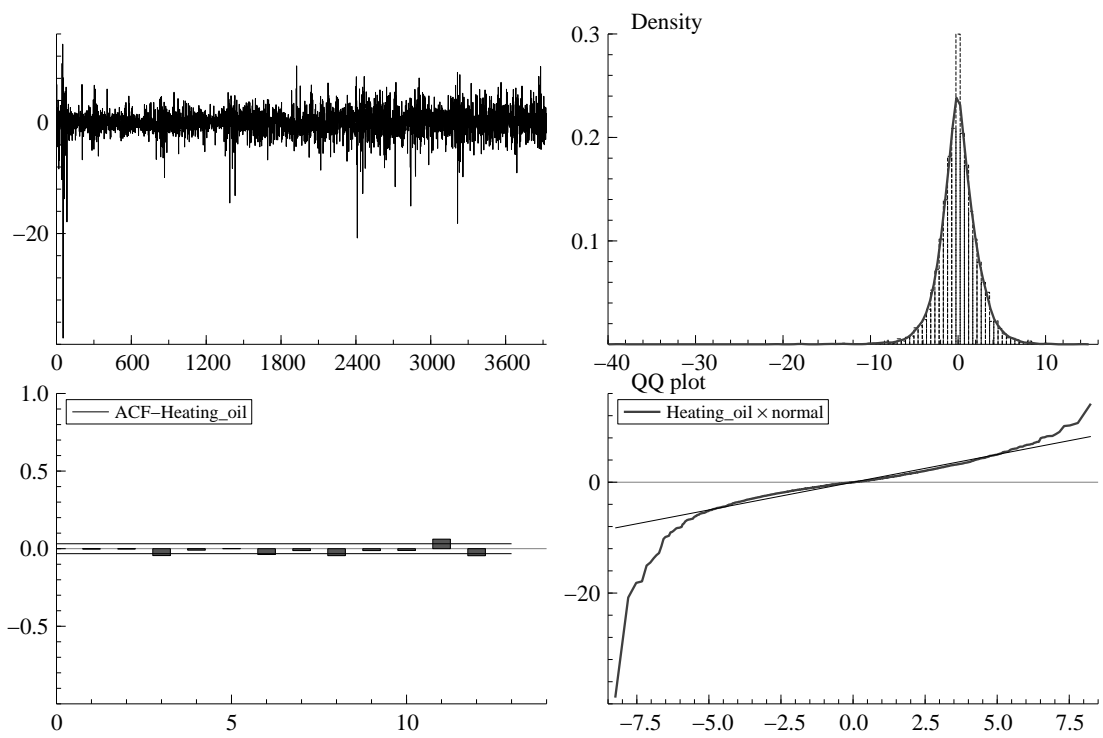 Density
0.3
0
0.2
0.1
−20
0 600 1200 1800 2400 3000 3600
−40 −30 −20 −10 0 10
QQ plot
1.0
ACF−Heating_oil
Heating_oil × normal
0.5
0
0.0
−20
−0.5
0 5 10
−7.5 −5.0 −2.5 0.0 2.5 5.0 7.5